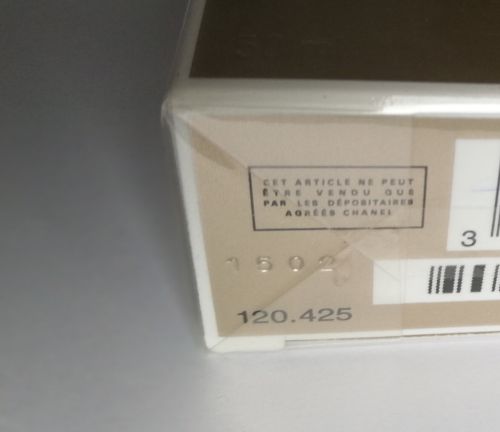 CET ARTICLE NE PEUT
ÊTRE VENDU QUE
PAR LES DÉPOSITAIRES
AGRÉÉS CHANEL
3
1502
120.425